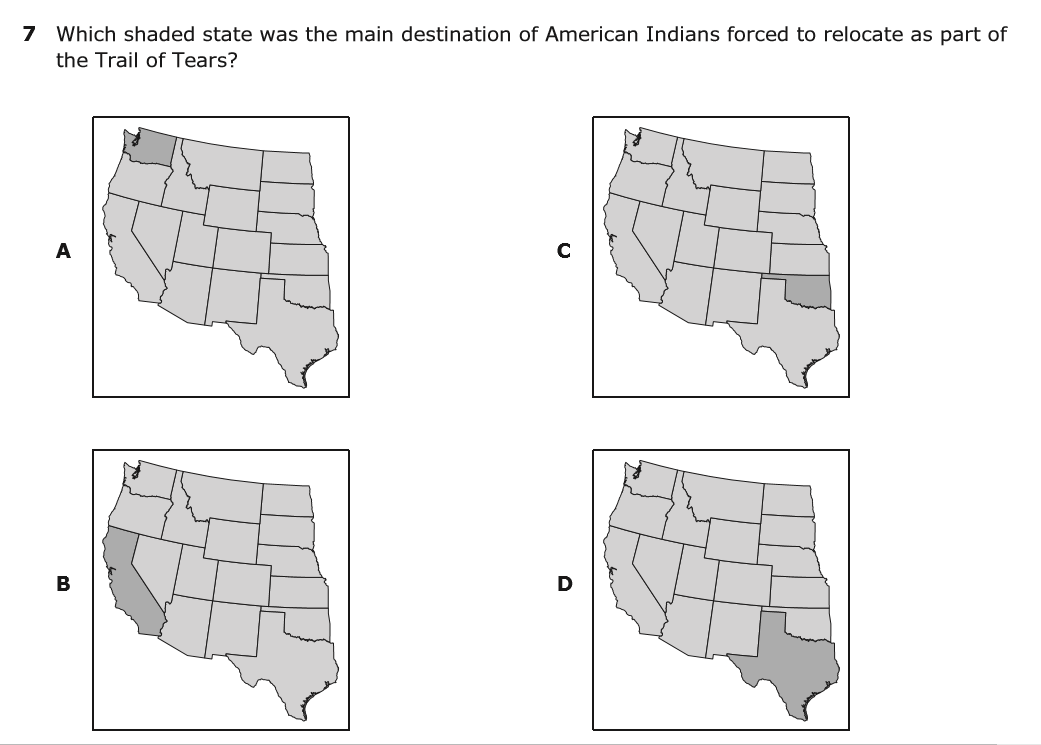 7 Which shaded state was the main destination of American Indians forced to relocate as part of
the Trail of Tears?
A
C
B
D